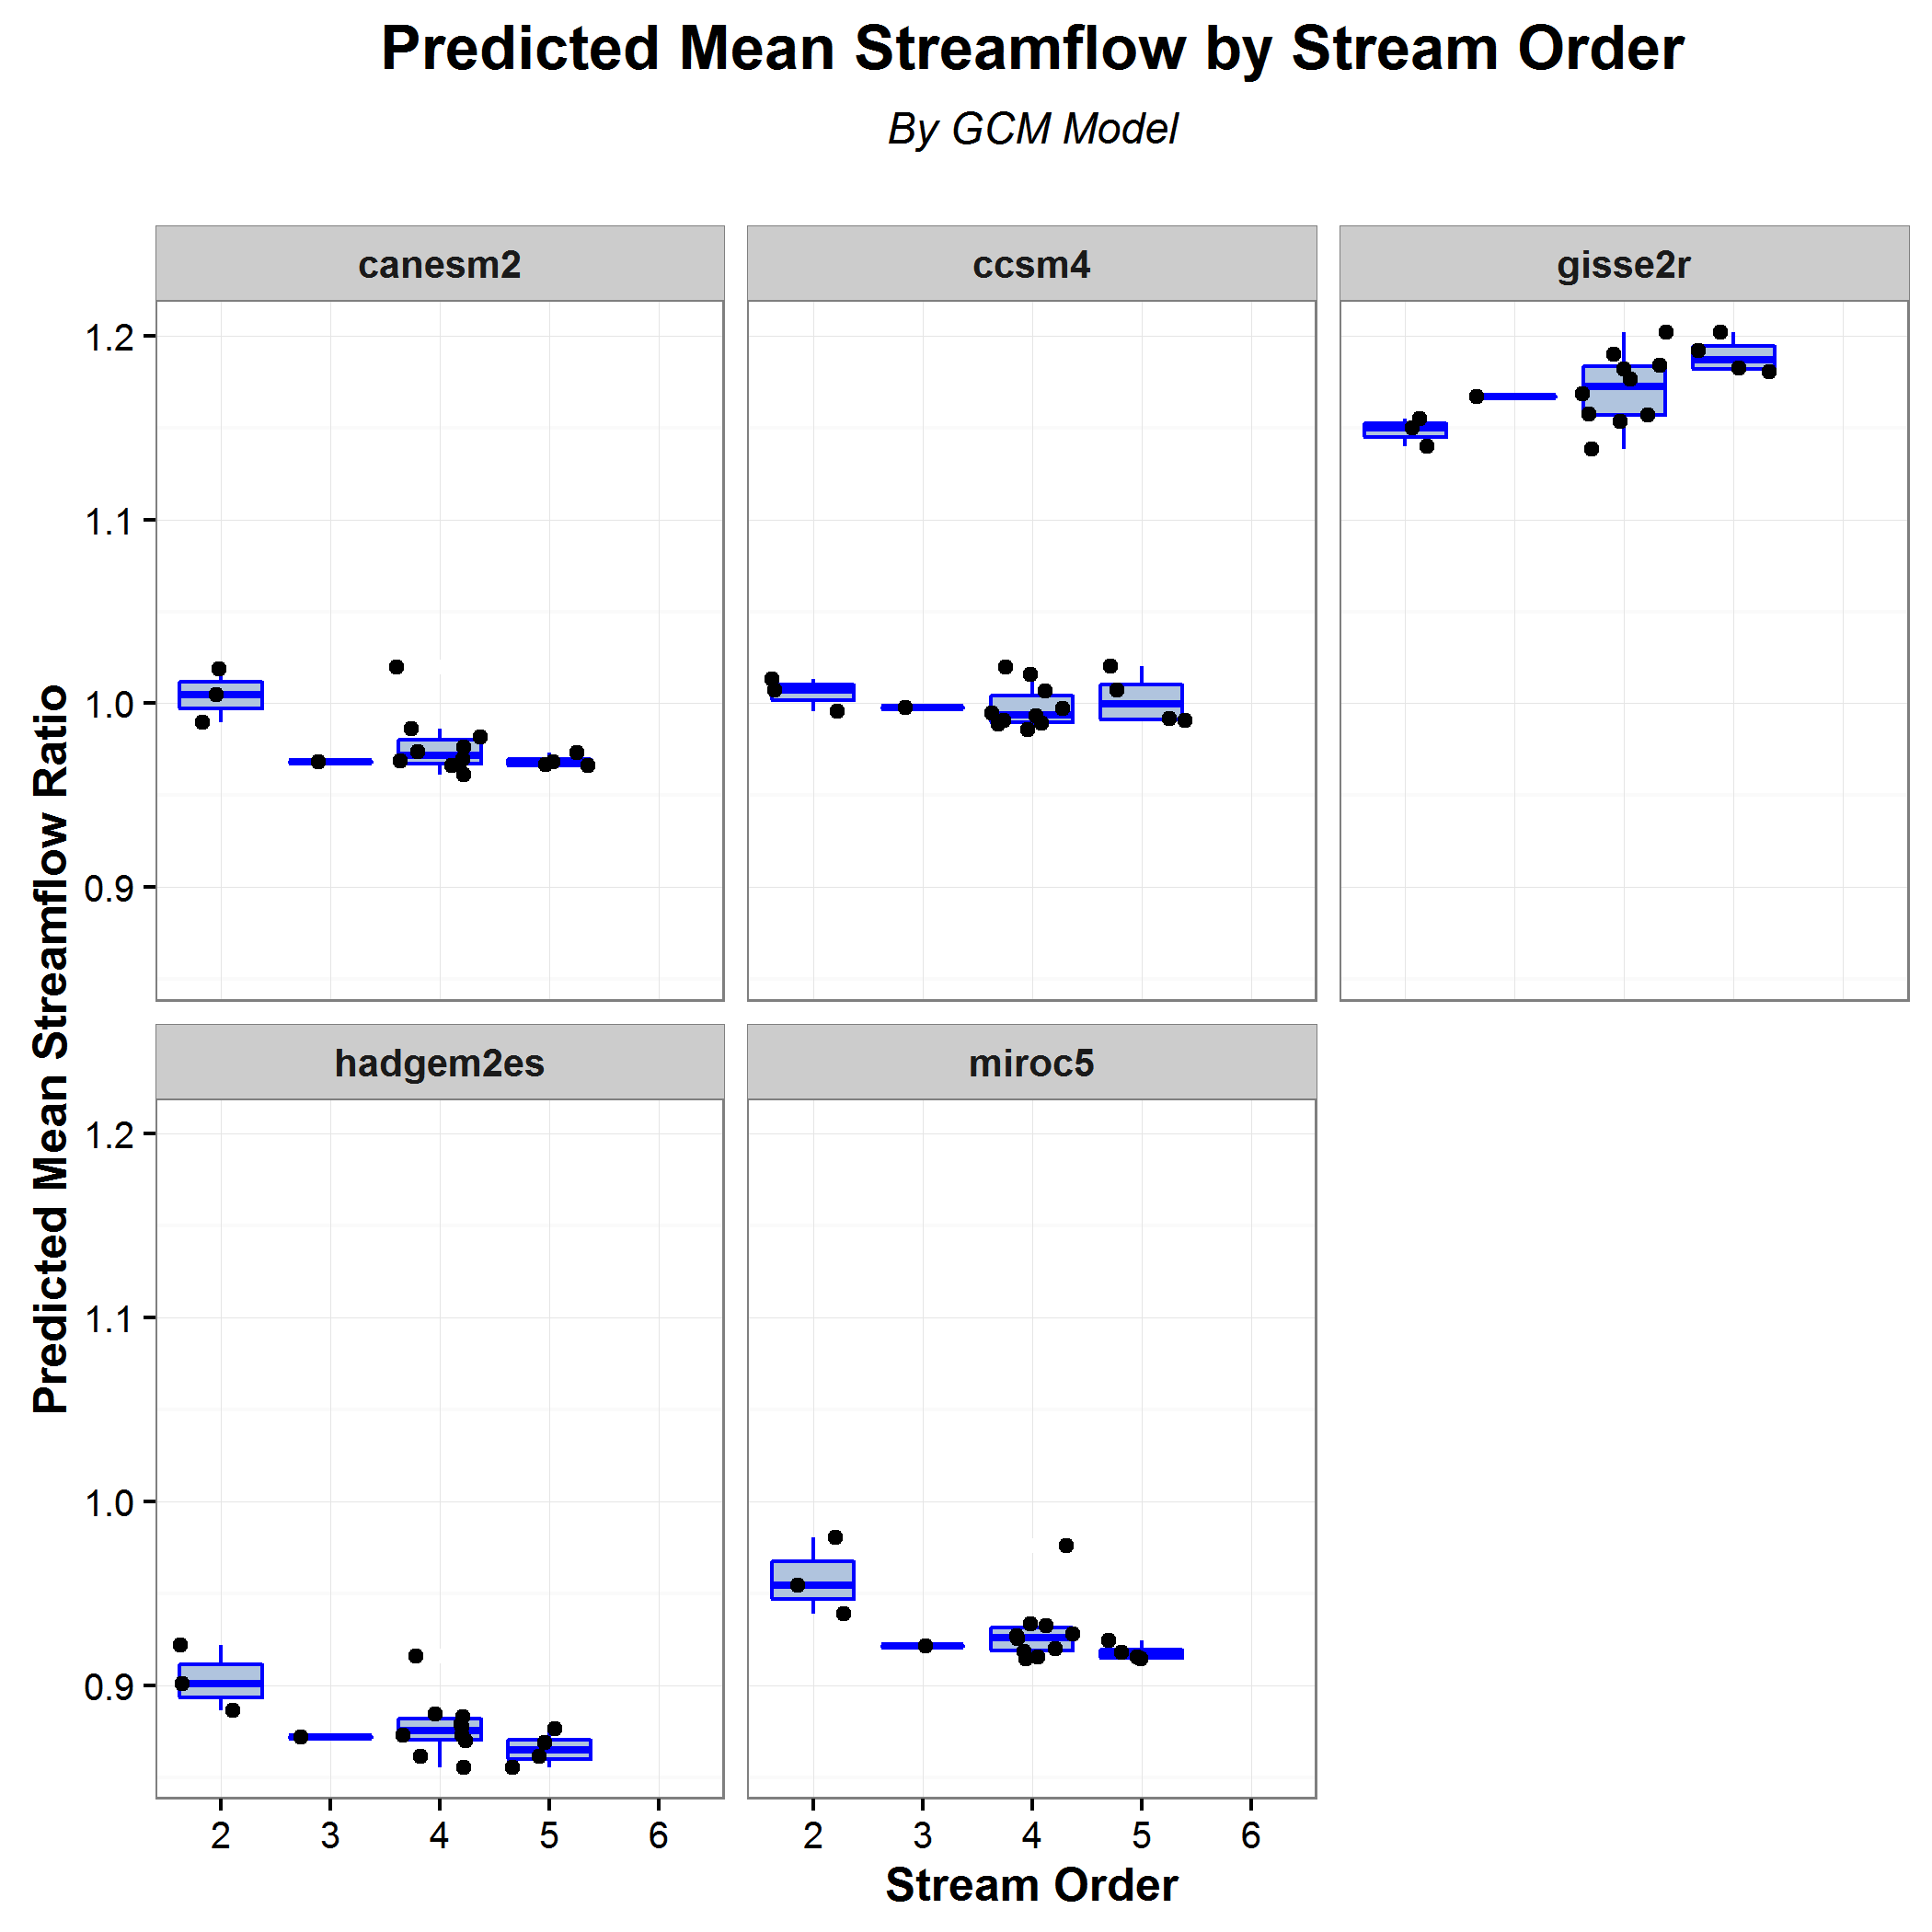 Predicted Mean Streamflow by Stream Order
By GCM Model
canesm2
ccsm4
gisse2r
1.2
1.1
1.0
0.9
Predicted Mean Streamflow Ratio
hadgem2es
miroc5
1.2
1.1
1.0
0.9
2 3 4 5 6
2 3 4 5 6
Stream Order